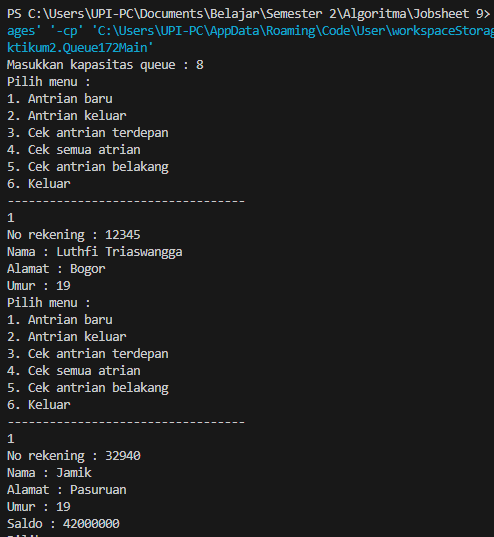 PS C:\Users\UPI-PC\Documents\Belajar\Semester 2\Algoritma\Jobsheet 9>
ages' '-cp' 'C:\Users\UPI-PC\AppData\Roaming\Code\User\workspaceStorag
ktikum2.Queue172Main'
Masukkan kapasitas queue : 8
Pilih menu :
1. Antrian baru
2. Antrian keluar
3. Cek antrian terdepan
4. Cek semua atrian
5. Cek antrian belakang
6. Keluar
----------------------------------
1
No rekening : 12345
Nama : Luthfi Triaswangga
Alamat : Bogor
Umur : 19
Pilih menu :
1. Antrian baru
2. Antrian keluar
3. Cek antrian terdepan
4. Cek semua atrian
5. Cek antrian belakang
6. Keluar
----------------------------------
1
No rekening : 32940
Nama : Jamik
Alamat : Pasuruan
Umur : 19
Saldo : 42000000